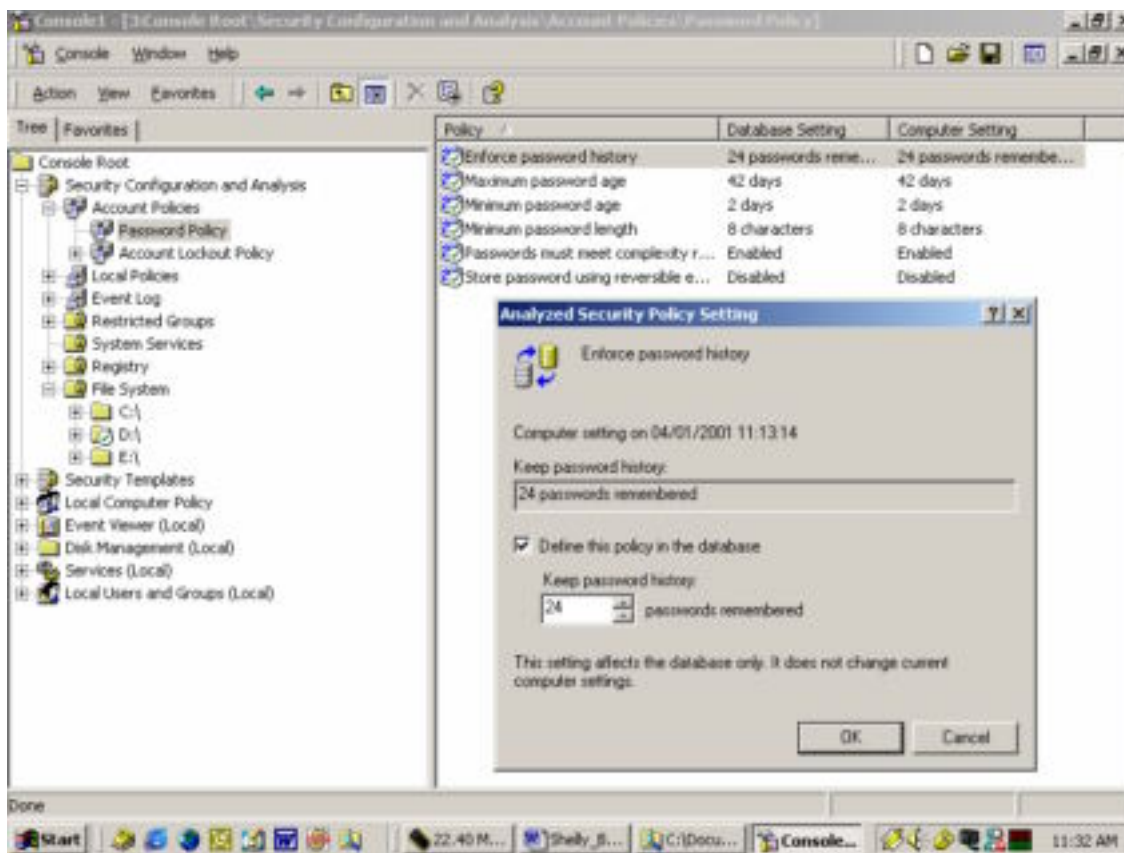 Console1 - [3:Console Root\Security Configuration and Analysis\Account Policies\Password Policy]
Console Window Help
Action View Favorites
Tree Favorites
Policy Database Setting Computer Setting
Console Root
Security Configuration and Analysis
Account Policies
Password Policy
Account Lockout Policy
Local Policies
Event Log
Restricted Groups
System Services
Registry
File System
C:\
D:\
E:\
Security Templates
Local Computer Policy
Event Viewer (Local)
Disk Management (Local)
Services (Local)
Local Users and Groups (Local)
Enforce password history 24 passwords reme... 24 passwords remembe...
Maximum password age 42 days 42 days
Minimum password age 2 days 2 days
Minimum password length 8 characters 8 characters
Passwords must meet complexity r... Enabled Enabled
Store password using reversible e... Disabled Disabled
Analyzed Security Policy Setting
Enforce password history
Computer setting on 04/01/2001 11:13:14
Keep password history:
24 passwords remembered
Define this policy in the database
Keep password history:
24 passwords remembered
This setting affects the database only. It does not change current
computer settings.
OK Cancel
Done
Start 22.40 M... Shelly_B... C:\Docu... Console... 11:32 AM